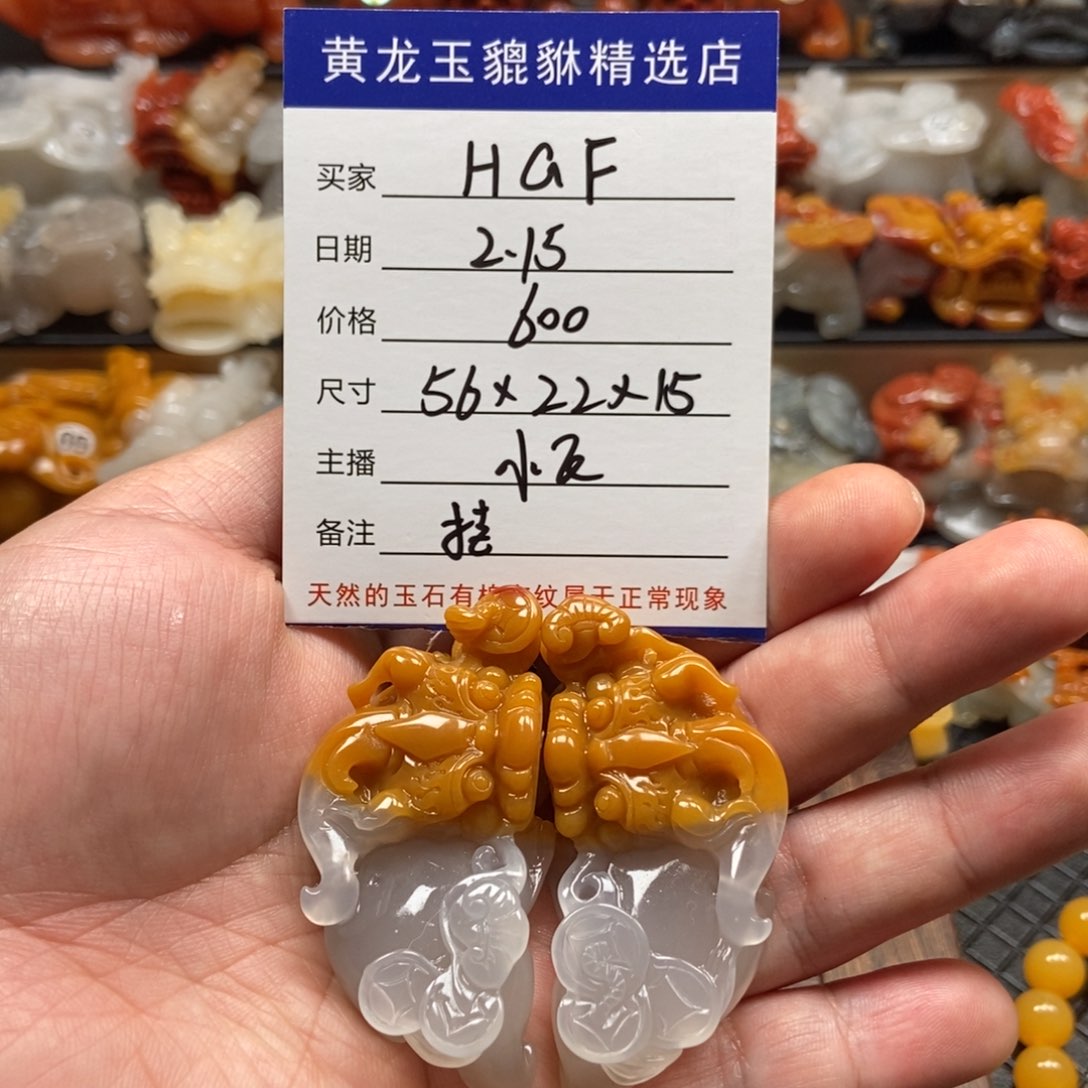 黄龙玉貔貅精选店
买家 HGF
日期 2.15
价格 600
尺寸 56×22×15
主播 小友
备注 挂
天然的玉石有棉有纹属于正常现象